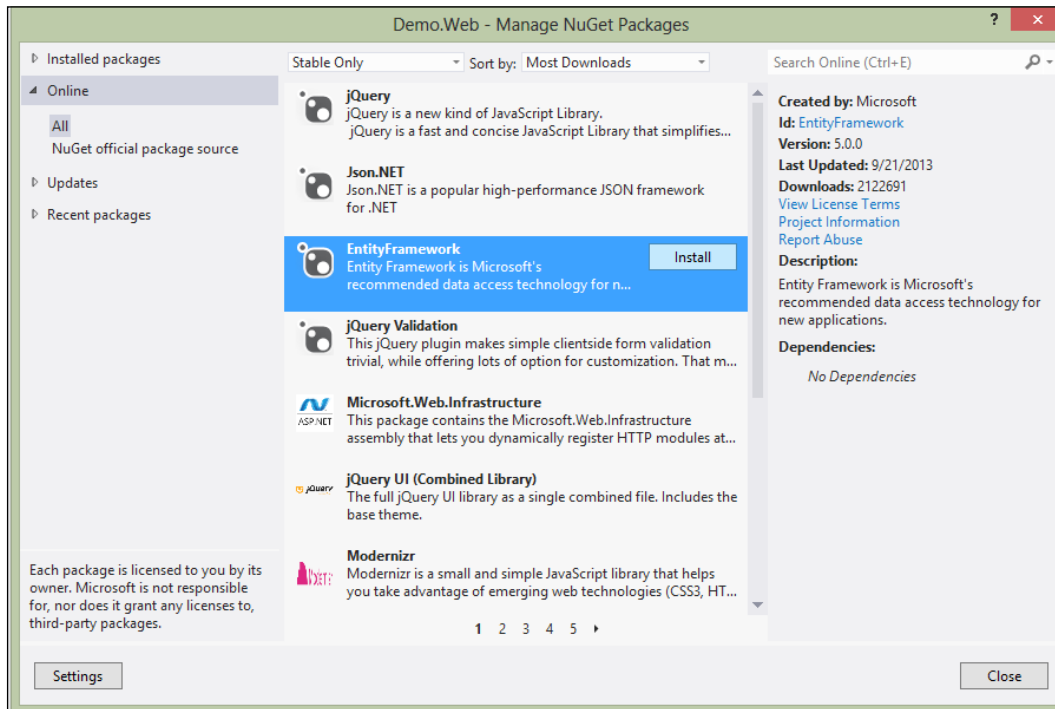 Demo.Web - Manage NuGet Packages
?
Installed packages
Online
All
NuGet official package source
Updates
Recent packages
Each package is licensed to you by its
owner. Microsoft is not responsible
for, nor does it grant any licenses to,
third-party packages.
Settings
Stable Only
Sort by: Most Downloads
jQuery
jQuery is a new kind of JavaScript Library.
jQuery is a fast and concise JavaScript Library that simplifies...
Json.NET
Json.NET is a popular high-performance JSON framework
for .NET
EntityFramework
Entity Framework is Microsoft's
recommended data access technology for n...
Install
jQuery Validation
This jQuery plugin makes simple clientside form validation
trivial, while offering lots of option for customization. That m...
ASP.NET
Microsoft.Web.Infrastructure
This package contains the Microsoft.Web.Infrastructure
assembly that lets you dynamically register HTTP modules at...
jQuery
jQuery UI (Combined Library)
The full jQuery UI library as a single combined file. Includes the
base theme.
Modernizr
Modernizr is a small and simple JavaScript library that helps
you take advantage of emerging web technologies (CSS3, HT...
1 2 3 4 5
Search Online (Ctrl+E)
Created by: Microsoft
Id: EntityFramework
Version: 5.0.0
Last Updated: 9/21/2013
Downloads: 2122691
View License Terms
Project Information
Report Abuse
Description:
Entity Framework is Microsoft's
recommended data access technology for
new applications.
Dependencies:
No Dependencies
Close